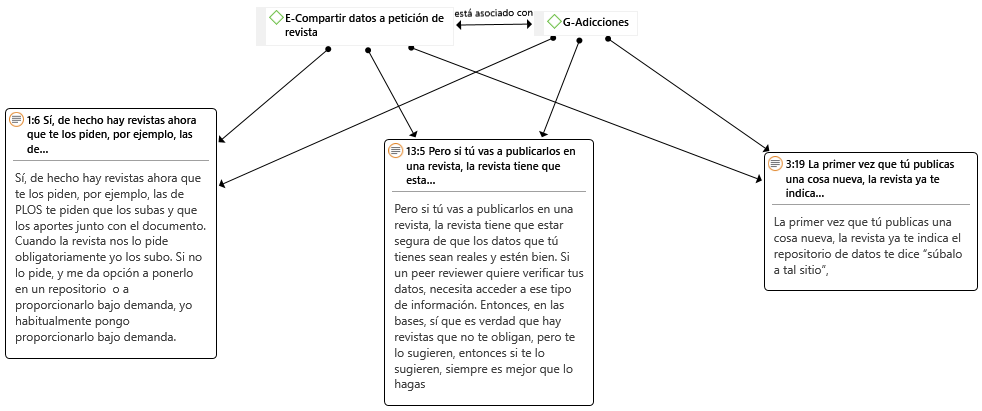 E-Compartir datos a petición de
revista
está asociado con
G-Adicciones
1:6 Sí, de hecho hay revistas ahora
que te los piden, por ejemplo, las
de...
Sí, de hecho hay revistas ahora que
te los piden, por ejemplo, las de
PLOS te piden que los subas y que
los aportes junto con el documento.
Cuando la revista nos lo pide
obligatoriamente yo los subo. Si no
lo pide, y me da opción a ponerlo
en un repositorio o a
proporcionarlo bajo demanda, yo
habitualmente pongo
proporcionarlo bajo demanda.
13:5 Pero si tú vas a publicarlos en
una revista, la revista tiene que
esta...
Pero si tú vas a publicarlos en una
revista, la revista tiene que estar
segura de que los datos que tú
tienes sean reales y estén bien. Si
un peer reviewer quiere verificar tus
datos, necesita acceder a ese tipo
de información. Entonces, en las
bases, sí que es verdad que hay
revistas que no te obligan, pero te
lo sugieren, entonces si te lo
sugieren, siempre es mejor que lo
hagas
3:19 La primer vez que tú publicas
una cosa nueva, la revista ya te
indica...
La primer vez que tú publicas una
cosa nueva, la revista ya te indica el
repositorio de datos te dice “súbalo
a tal sitio”,